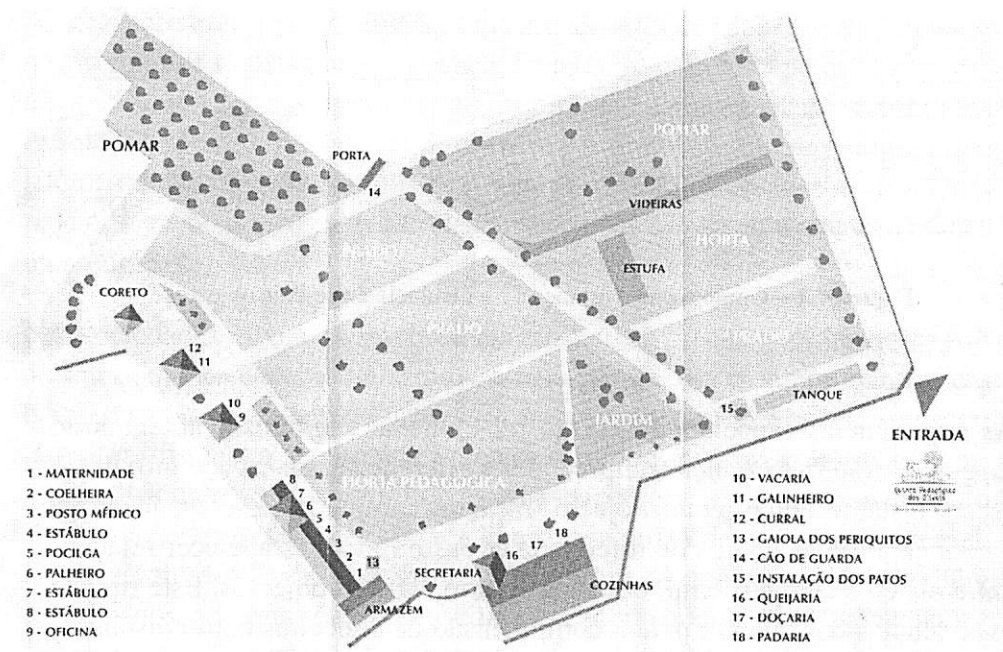 POMAR
PORTA
14
POMAR
VIDEIRAS
HORTA
ESTUFA
CORETO
PRADO
12
11
10
9
JARDIM
15
TANQUE
ENTRADA
HORTA PEDAGÓGICA
8
7
6
5
4
3
2
1
13
ARMAZÉM
SECRETARIA
16
17
18
COZINHAS
1 - MATERNIDADE
2 - COELHEIRA
3 - POSTO MÉDICO
4 - ESTÁBULO
5 - POCILGA
6 - PALHEIRO
7 - ESTÁBULO
8 - ESTÁBULO
9 - OFICINA
Quinta Pedagógica
dos Olivais
10 - VACARIA
11 - GALINHEIRO
12 - CURRAL
13 - GAIOLA DOS PERIQUITOS
14 - CÃO DE GUARDA
15 - INSTALAÇÃO DOS PATOS
16 - QUEIJARIA
17 - DOÇARIA
18 - PADARIA